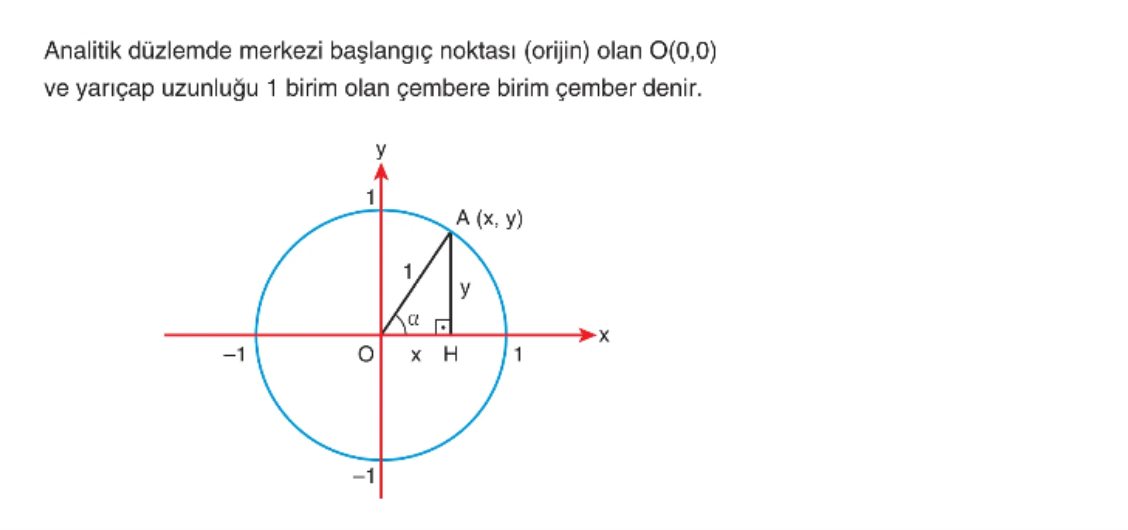 Analitik düzlemde merkezi başlangıç noktası (orijin) olan O(0,0)
ve yarıçap uzunluğu 1 birim olan çembere birim çember denir.
y
1
A (x, y)
1
y
α
x
–1
O
x
H
1
–1